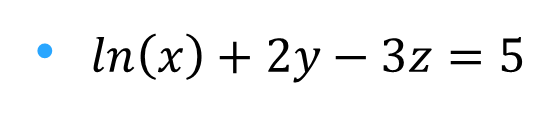 • ln(x) + 2y − 3z = 5